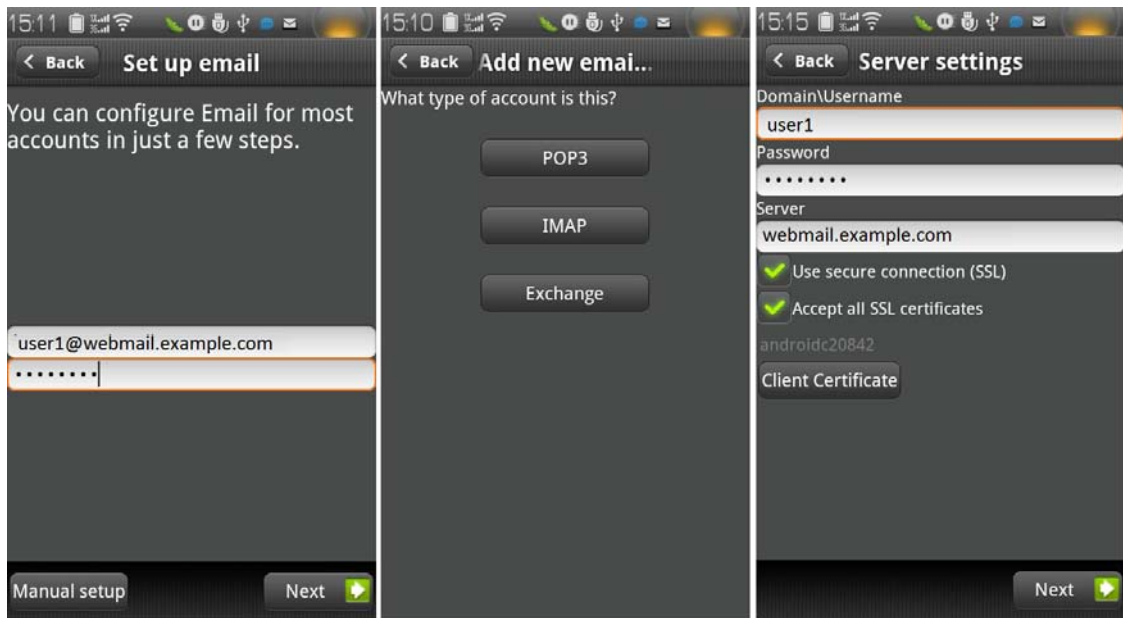 15:11
< Back
Set up email
You can configure Email for most
accounts in just a few steps.
user1@webmail.example.com
••••••••
Manual setup
Next
15:10
< Back
Add new emai...
What type of account is this?
POP3
IMAP
Exchange
15:15
< Back
Server settings
Domain\Username
user1
Password
••••••••
Server
webmail.example.com
Use secure connection (SSL)
Accept all SSL certificates
androidc20842
Client Certificate
Next